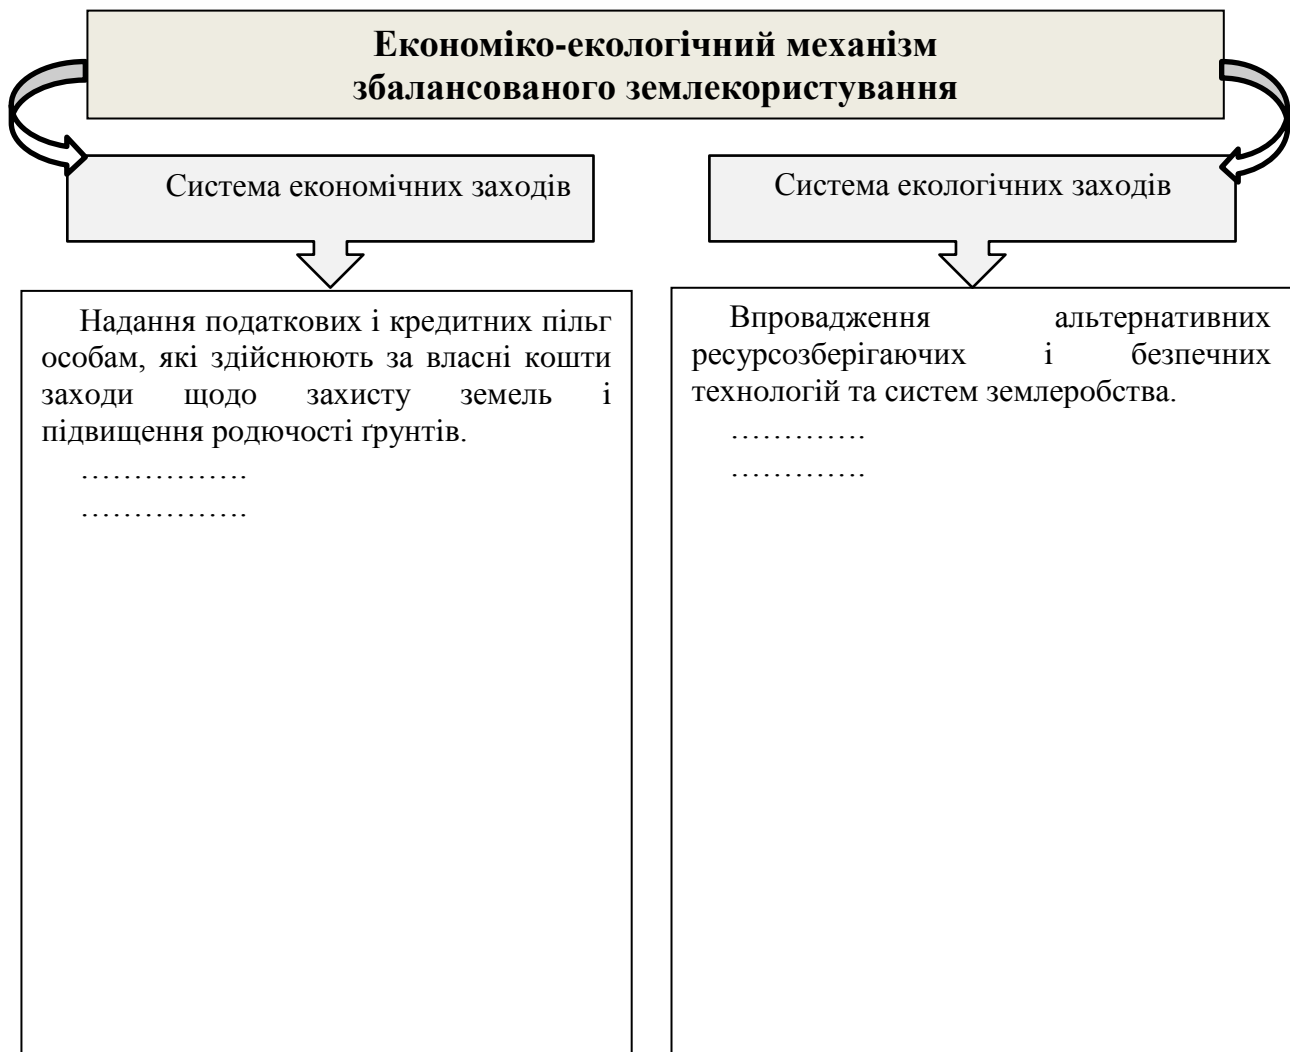 Економіко-екологічний механізм
збалансованого землекористування
Система економічних заходів
Система екологічних заходів
Надання податкових і кредитних пільг
особам, які здійснюють за власні кошти
заходи щодо захисту земель і
підвищення родючості ґрунтів.
…………….
…………….
Впровадження альтернативних
ресурсозберігаючих і безпечних
технологій та систем землеробства.
………….
………….